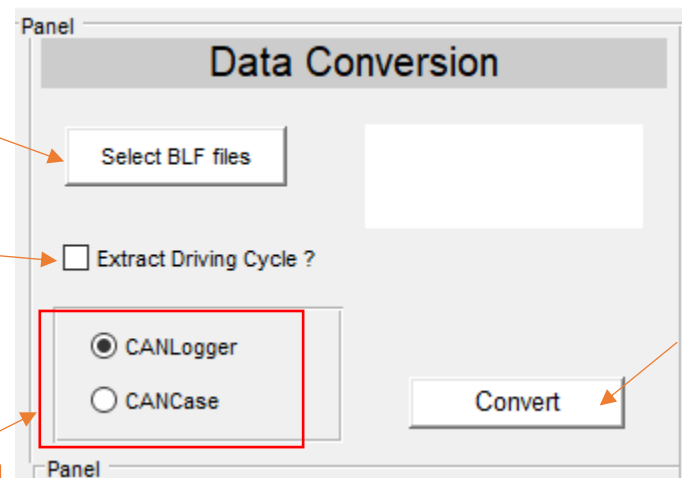 Panel
Data Conversion
Select BLF files
Extract Driving Cycle ?
CANLogger
CANCase
Convert
Panel